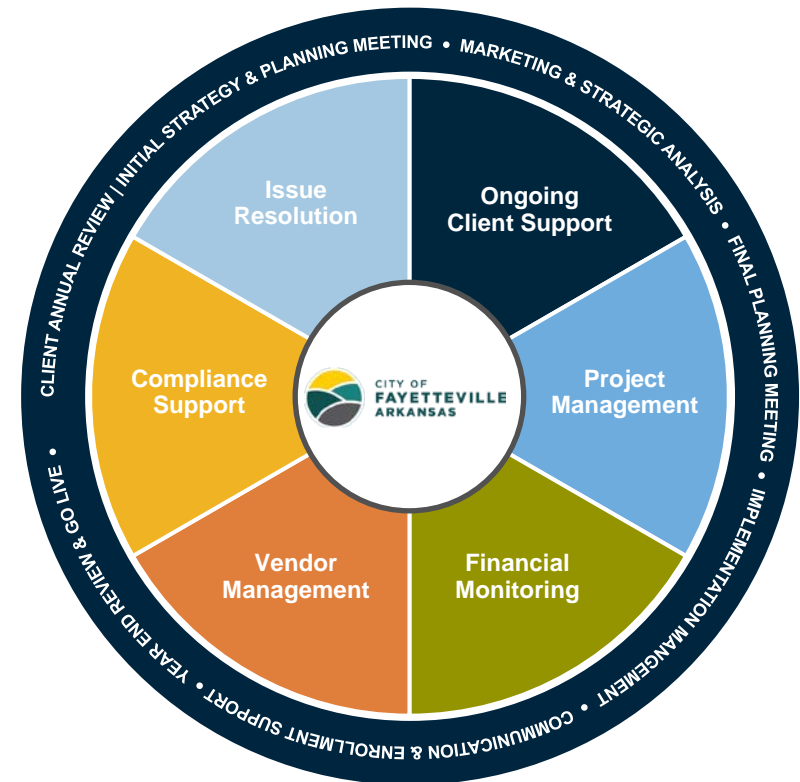 CLIENT ANNUAL REVIEW | INITIAL STRATEGY & PLANNING MEETING • MARKETING & STRATEGIC ANALYSIS • FINAL PLANNING MEETING • IMPLEMENTATION MANGEMENT • COMMUNICATION & ENROLLMENT SUPPORT • YEAR END REVIEW & GO LIVE •
Issue
Resolution
Ongoing
Client Support
Compliance
Support
CITY OF
FAYETTEVILLE
ARKANSAS
Project
Management
Vendor
Management
Financial
Monitoring